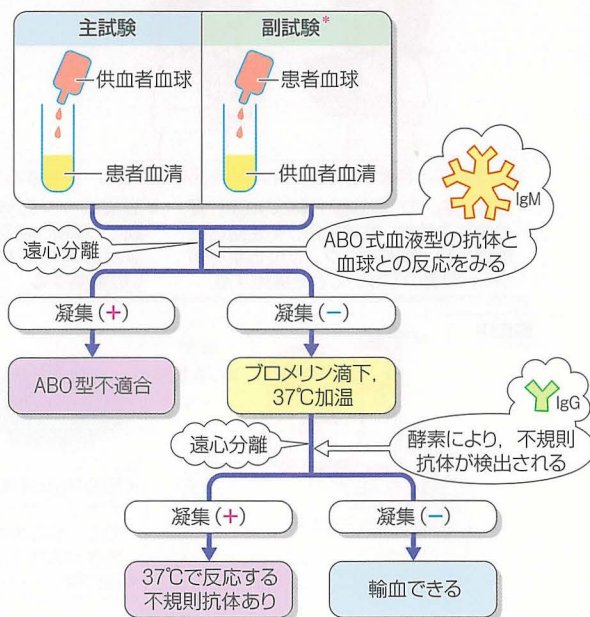 主試験
副試験*
供血者血球
患者血球
患者血清
供血者血清
IgM
遠心分離
ABO式血液型の抗体と
血球との反応をみる
凝集(+)
凝集(−)
ABO型不適合
ブロメリン滴下,
37℃加温
IgG
遠心分離
酵素により, 不規則
抗体が検出される
凝集(+)
凝集(−)
37℃で反応する
不規則抗体あり
輸血できる